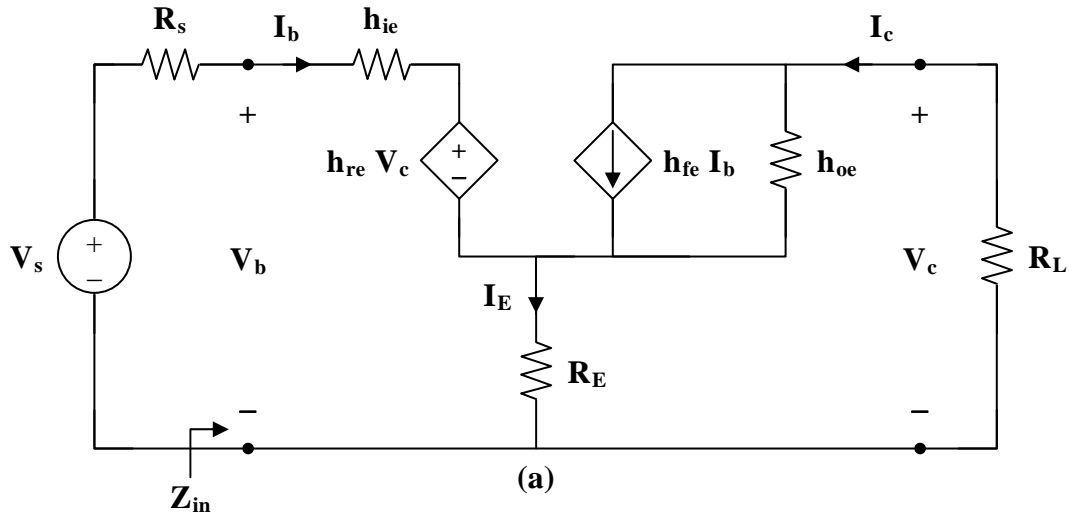 Rs Ib hie Ic
+ +
hre Vc + − hfe Ib hoe
Vs + − Vb Vc RL
IE
RE
− −
Zin
(a)